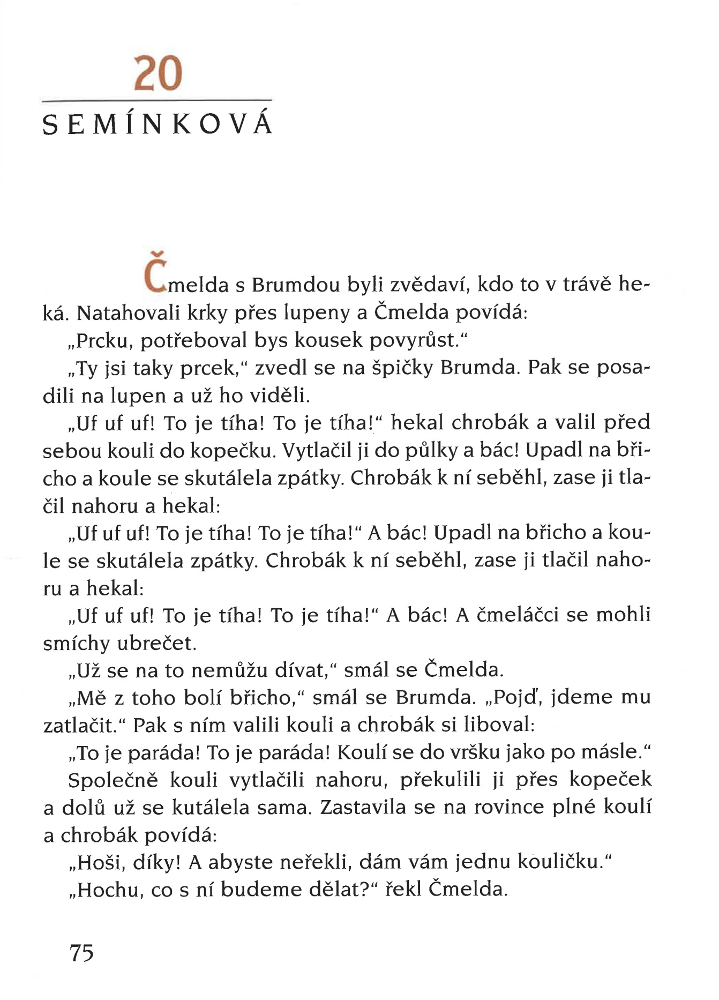 20
SEMÍNKOVÁ
Čmelda s Brumdou byli zvědaví, kdo to v trávě he-
ká. Natahovali krky přes lupeny a Čmelda povídá:
„Prcku, potřeboval bys kousek povyrůst.“
„Ty jsi taky prcek,“ zvedl se na špičky Brumda. Pak se posa-
dili na lupen a už ho viděli.
„Uf uf uf! To je tíha! To je tíha!“ hekal chrobák a valil před
sebou kouli do kopečku. Vytlačil ji do půlky a bác! Upadl na bři-
cho a koule se skutálela zpátky. Chrobák k ní seběhl, zase ji tla-
čil nahoru a hekal:
„Uf uf uf! To je tíha! To je tíha!“ A bác! Upadl na břicho a kou-
le se skutálela zpátky. Chrobák k ní seběhl, zase ji tlačil naho-
ru a hekal:
„Uf uf uf! To je tíha! To je tíha!“ A bác! A čmeláčci se mohli
smíchy ubrečet.
„Už se na to nemůžu dívat,“ smál se Čmelda.
„Mě z toho bolí břicho,“ smál se Brumda. „Pojď, jdeme mu
zatlačit.“ Pak s ním valili kouli a chrobák si liboval:
„To je paráda! To je paráda! Koulí se do vršku jako po másle.“
Společně kouli vytlačili nahoru, překulili ji přes kopeček
a dolů už se kutálela sama. Zastavila se na rovince plné koulí
a chrobák povídá:
„Hoši, díky! A abyste neřekli, dám vám jednu kouličku.“
„Hochu, co s ní budeme dělat?“ řekl Čmelda.
75